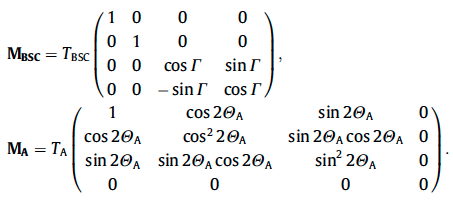 M_BSC = T_BSC ( 1 0 0 0
0 1 0 0
0 0 cos Γ sin Γ
0 0 − sin Γ cos Γ ) ,
M_A = T_A ( 1 cos 2Θ_A sin 2Θ_A 0
cos 2Θ_A cos² 2Θ_A sin 2Θ_A cos 2Θ_A 0
sin 2Θ_A sin 2Θ_A cos 2Θ_A sin² 2Θ_A 0
0 0 0 0 ) .